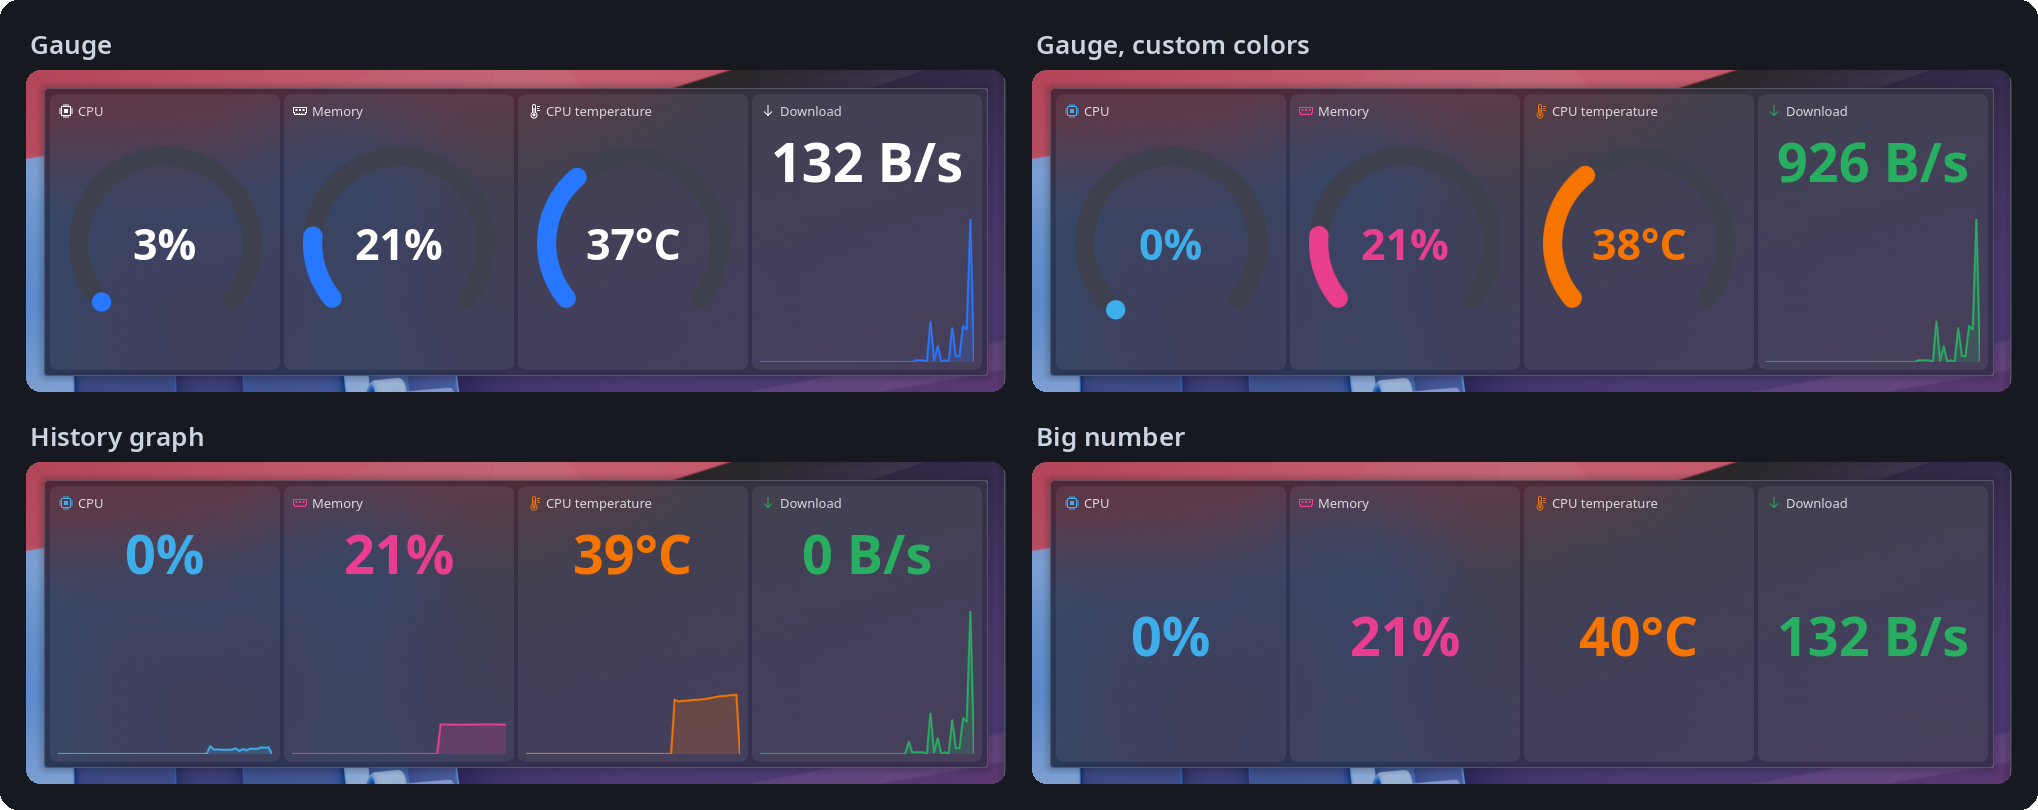 Gauge
CPU
Memory
CPU temperature
Download
3%
21%
37°C
132 B/s
Gauge, custom colors
CPU
Memory
CPU temperature
Download
0%
21%
38°C
926 B/s
History graph
CPU
Memory
CPU temperature
Download
0%
21%
39°C
0 B/s
Big number
CPU
Memory
CPU temperature
Download
0%
21%
40°C
132 B/s